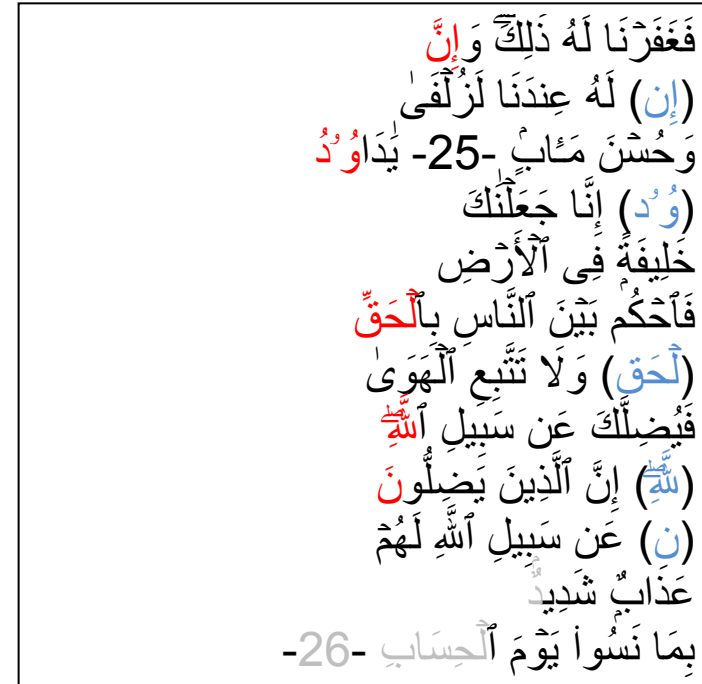 فَغَفَرْنَا لَهُ ذَٰلِكَ ۖ وَإِنَّ
(إِن) لَهُ عِندَنَا لَزُلْفَىٰ
وَحُسْنَ مَـَٔابٍۢ -25- يَٰدَاوُۥدُ
(وُۥد) إِنَّا جَعَلْنَٰكَ
خَلِيفَةًۭ فِى ٱلْأَرْضِ
فَٱحْكُم بَيْنَ ٱلنَّاسِ بِٱلْحَقِّ
(لْحَقِ) وَلَا تَتَّبِعِ ٱلْهَوَىٰ
فَيُضِلَّكَ عَن سَبِيلِ ٱللَّهِ ۖ
(للَّهِ ۖ) إِنَّ ٱلَّذِينَ يَضِلُّونَ
(نِ) عَن سَبِيلِ ٱللَّهِ لَهُمْ
عَذَابٌۭ شَدِيدٌۢ
بِمَا نَسُوا۟ يَوْمَ ٱلْحِسَابِ -26-